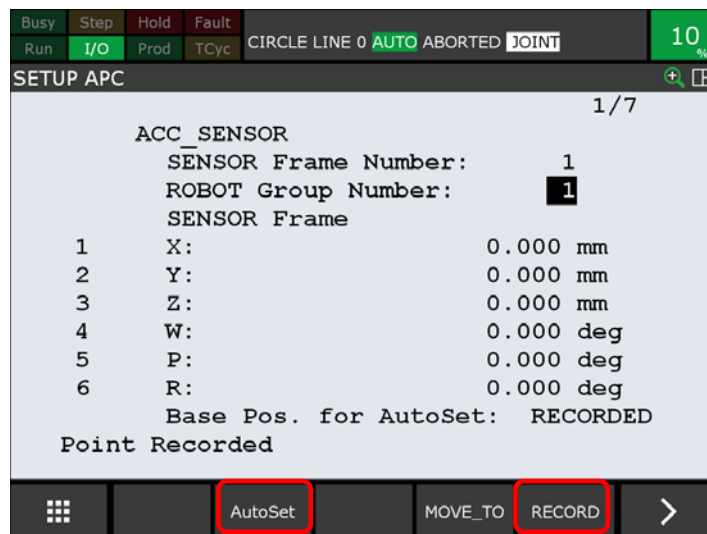 Busy Step Hold Fault
Run I/O Prod TCyc CIRCLE LINE 0 AUTO ABORTED JOINT 10 %
SETUP APC
1/7
ACC_SENSOR
SENSOR Frame Number: 1
ROBOT Group Number: 1
SENSOR Frame
1 X: 0.000 mm
2 Y: 0.000 mm
3 Z: 0.000 mm
4 W: 0.000 deg
5 P: 0.000 deg
6 R: 0.000 deg
Base Pos. for AutoSet: RECORDED
Point Recorded
AutoSet MOVE_TO RECORD